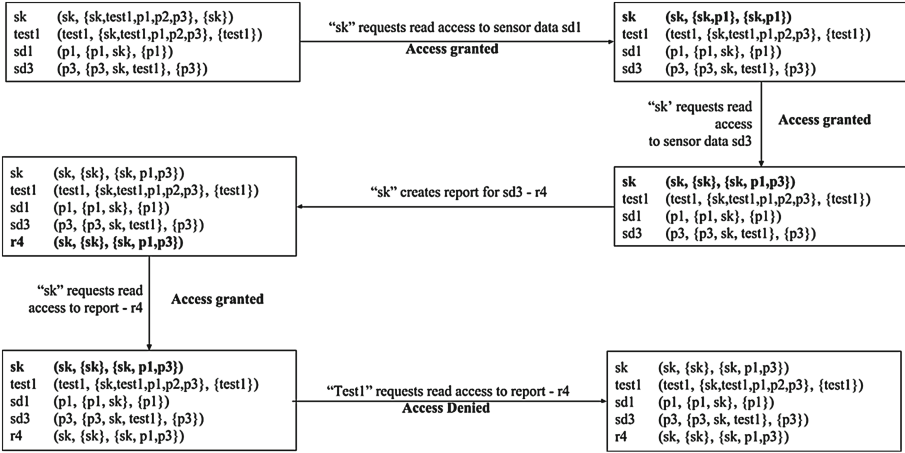 sk (sk, {sk,test1,p1,p2,p3}, {sk})
test1 (test1, {sk,test1,p1,p2,p3}, {test1})
sd1 (p1, {p1, sk}, {p1})
sd3 (p3, {p3, sk, test1}, {p3})
“sk” requests read access to sensor data sd1
Access granted
sk (sk, {sk,p1}, {sk,p1})
test1 (test1, {sk,test1,p1,p2,p3}, {test1})
sd1 (p1, {p1, sk}, {p1})
sd3 (p3, {p3, sk, test1}, {p3})
“sk’ requests read
access
to sensor data sd3
Access granted
sk (sk, {sk}, {sk, p1,p3})
test1 (test1, {sk,test1,p1,p2,p3}, {test1})
sd1 (p1, {p1, sk}, {p1})
sd3 (p3, {p3, sk, test1}, {p3})
“sk” creates report for sd3 - r4
sk (sk, {sk}, {sk, p1,p3})
test1 (test1, {sk,test1,p1,p2,p3}, {test1})
sd1 (p1, {p1, sk}, {p1})
sd3 (p3, {p3, sk, test1}, {p3})
r4 (sk, {sk}, {sk, p1,p3})
“sk” requests read
access to report - r4
Access granted
sk (sk, {sk}, {sk, p1,p3})
test1 (test1, {sk,test1,p1,p2,p3}, {test1})
sd1 (p1, {p1, sk}, {p1})
sd3 (p3, {p3, sk, test1}, {p3})
r4 (sk, {sk}, {sk, p1,p3})
“Test1” requests read access to report - r4
Access Denied
sk (sk, {sk}, {sk, p1,p3})
test1 (test1, {sk,test1,p1,p2,p3}, {test1})
sd1 (p1, {p1, sk}, {p1})
sd3 (p3, {p3, sk, test1}, {p3})
r4 (sk, {sk}, {sk, p1,p3})